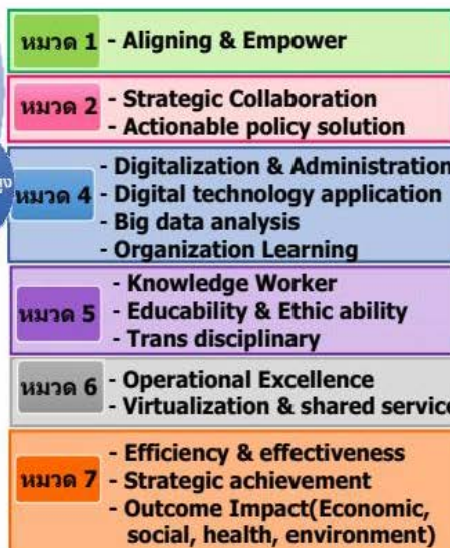 หมวด 1
- Aligning & Empower
หมวด 2
- Strategic Collaboration
- Actionable policy solution
หมวด 4
- Digitalization & Administration
- Digital technology application
- Big data analysis
- Organization Learning
หมวด 5
- Knowledge Worker
- Educability & Ethic ability
- Trans disciplinary
หมวด 6
- Operational Excellence
- Virtualization & shared service
หมวด 7
- Efficiency & effectiveness
- Strategic achievement
- Outcome Impact(Economic,
social, health, environment)